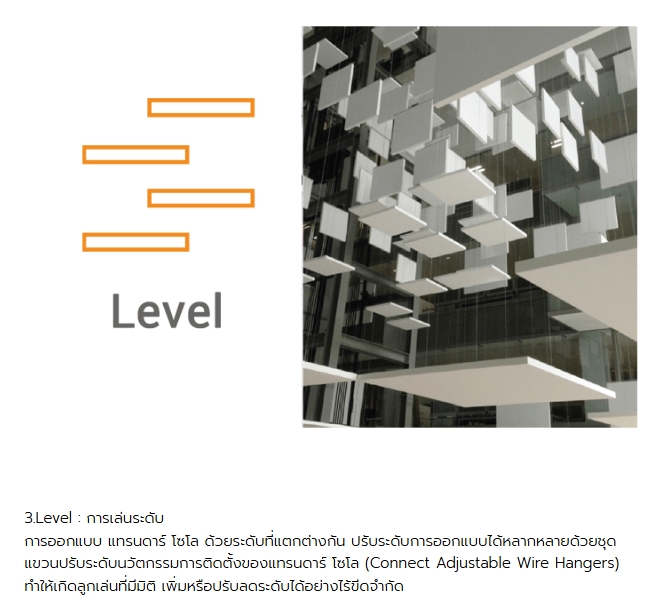 Level
3.Level : การเล่นระดับ
การออกแบบ แทรนดาร์ โซโล ด้วยระดับที่แตกต่างกัน ปรับระดับการออกแบบได้หลากหลายด้วยชุด
แขวนปรับระดับนวัตกรรมการติดตั้งของแทรนดาร์ โซโล (Connect Adjustable Wire Hangers)
ทำให้เกิดลูกเล่นที่มีมิติ เพิ่มหรือปรับลดระดับได้อย่างไร้ขีดจำกัด